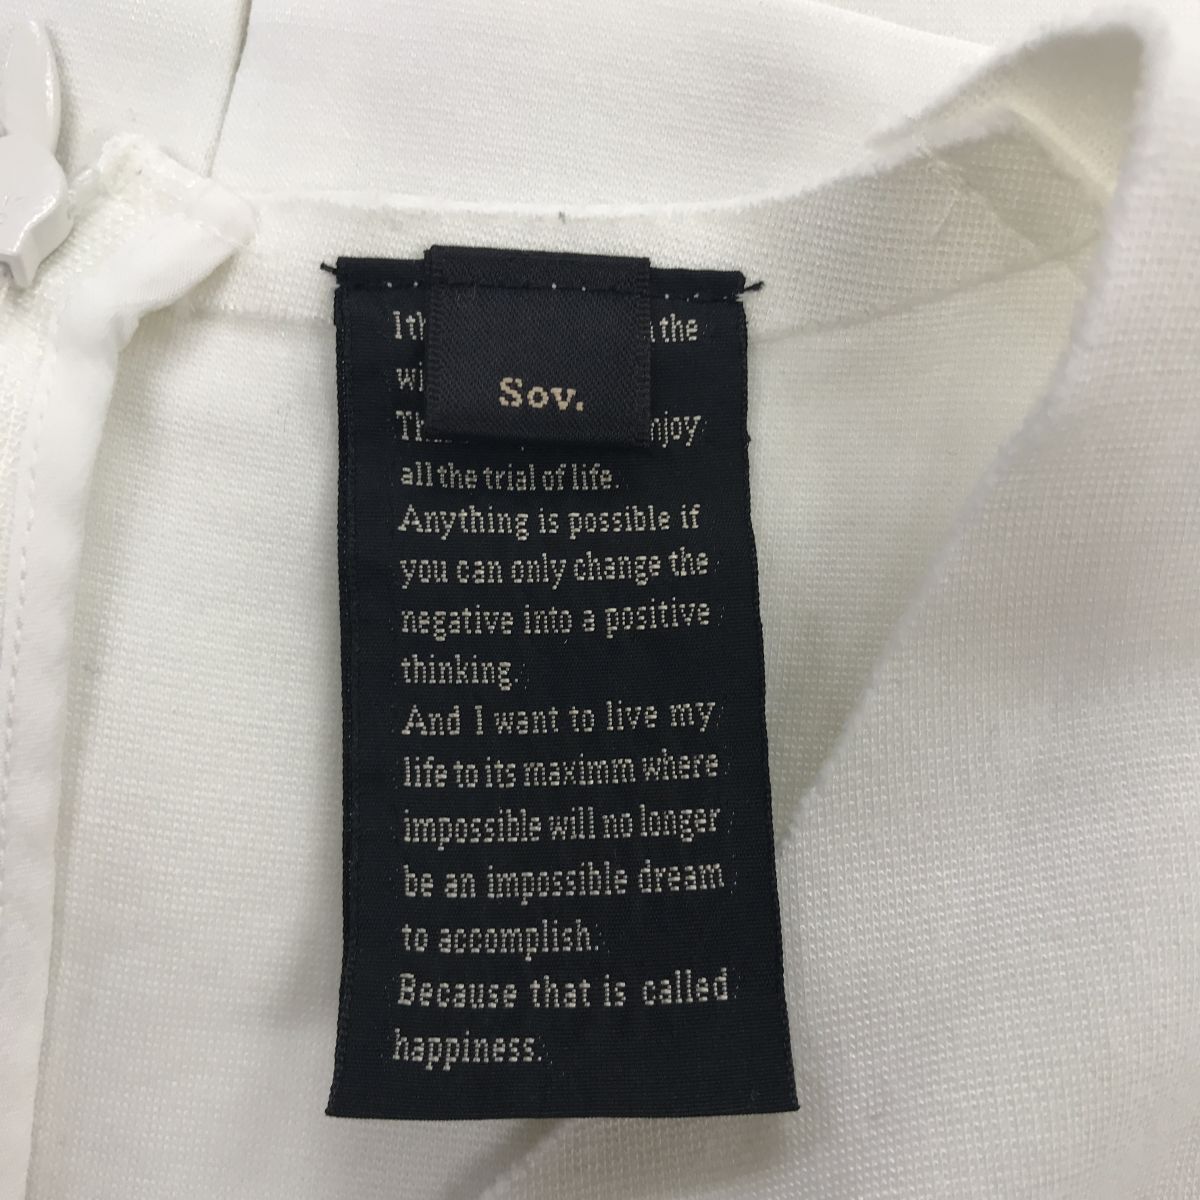 the
Sov.
all the trial of life.
Anything is possible if
you can only change the
negative into a positive
thinking.
And I want to live my
life to its maximm where
impossible will no longer
be an impossible dream
to accomplish.
Because that is called
happiness.